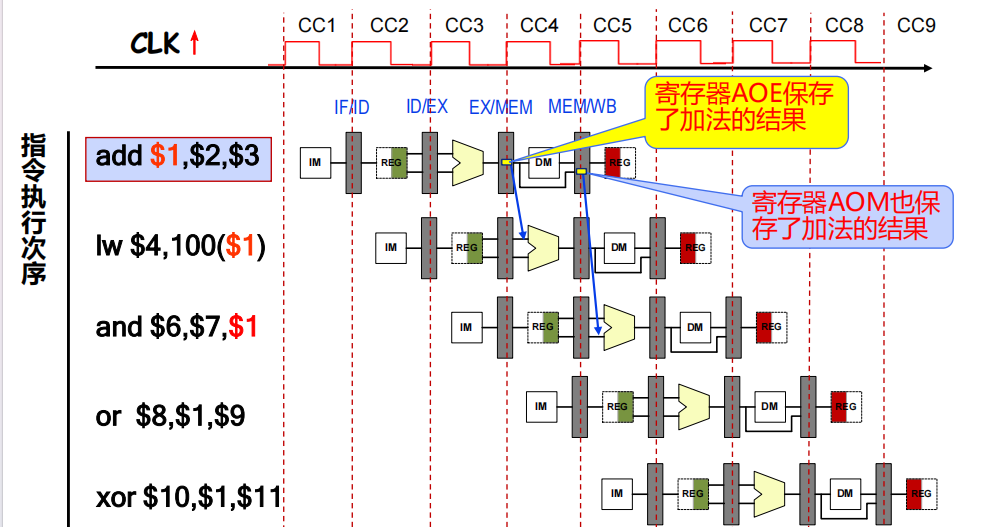 CLK
CC1 CC2 CC3 CC4 CC5 CC6 CC7 CC8 CC9
IF/ID ID/EX EX/MEM MEM/WB
寄存器AOE保存
了加法的结果
指令执行次序
add $1,$2,$3
IM REG DM REG
寄存器AOM也保
存了加法的结果
lw $4,100($1)
IM REG DM REG
and $6,$7,$1
IM REG DM REG
or $8,$1,$9
IM REG DM REG
xor $10,$1,$11
IM REG DM REG